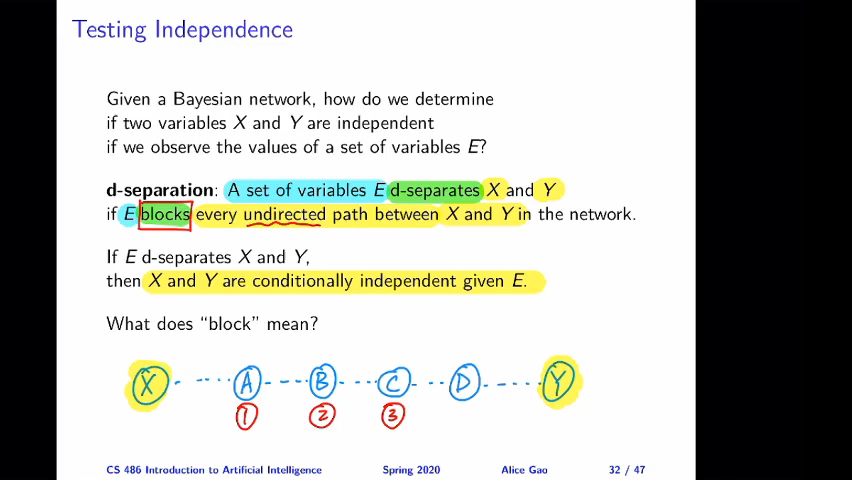 Testing Independence
Given a Bayesian network, how do we determine
if two variables X and Y are independent
if we observe the values of a set of variables E?
d-separation: A set of variables E d-separates X and Y
if E blocks every undirected path between X and Y in the network.
If E d-separates X and Y,
then X and Y are conditionally independent given E.
What does “block” mean?
X A B C D Y
1 2 3
CS 486 Introduction to Artificial Intelligence Spring 2020 Alice Gao 32 / 47